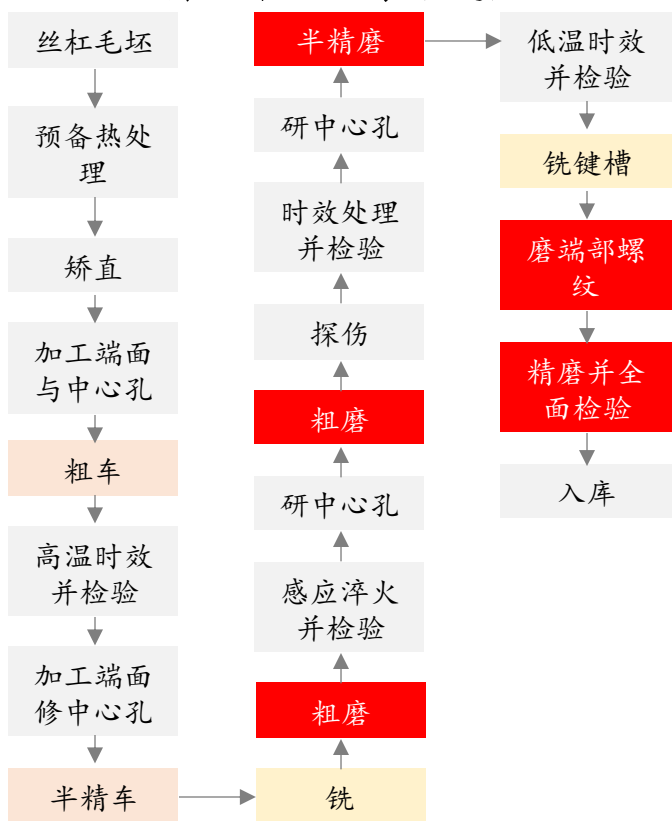 丝杠毛坯
预备热处
理
矫直
加工端面
与中心孔
粗车
高温时效
并检验
加工端面
修中心孔
半精车
铣
粗磨
感应淬火
并检验
研中心孔
粗磨
探伤
时效处理
并检验
研中心孔
半精磨
低温时效
并检验
铣键槽
磨端部螺
纹
精磨并全
面检验
入库